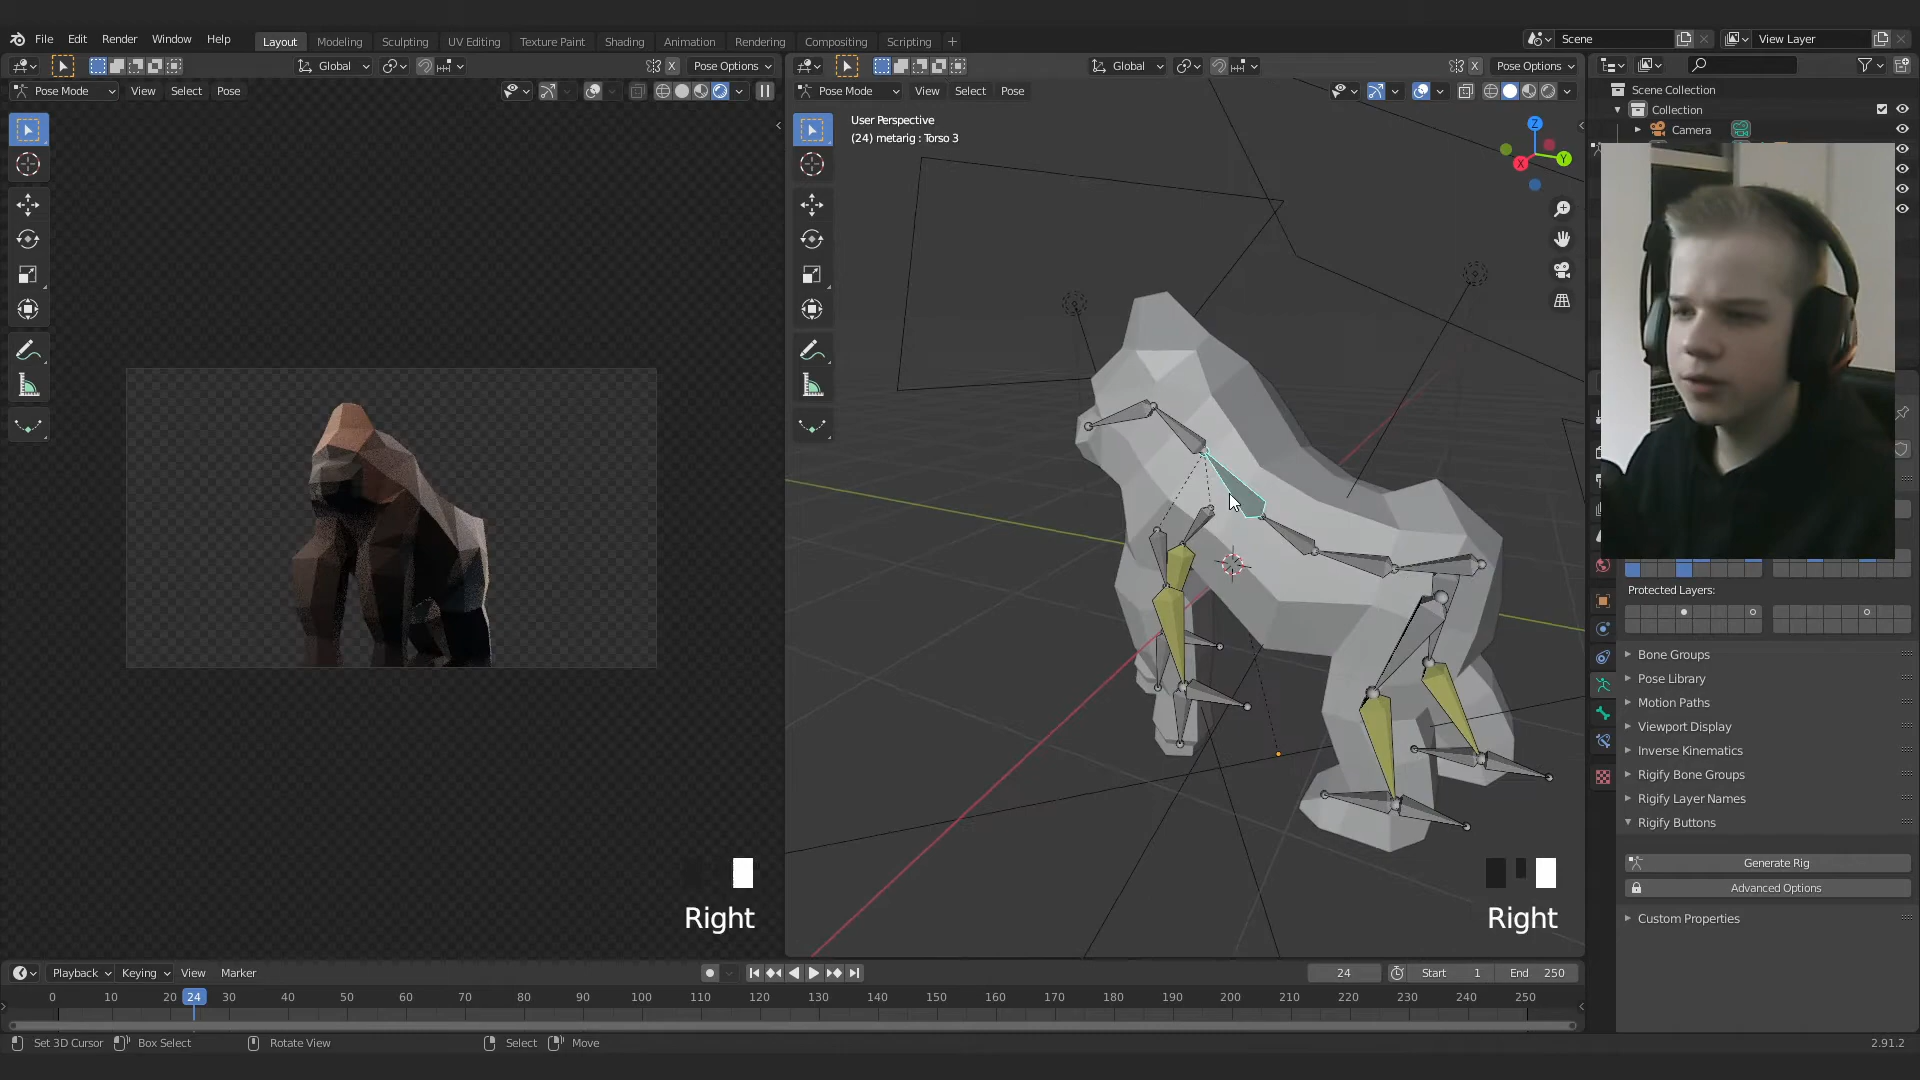 File Edit Render Window Help Layout Modeling Sculpting UV Editing Texture Paint Shading Animation Rendering Compositing Scripting + Scene View Layer
Global Pose Options
Global Pose Options
Pose Mode View Select Pose
Pose Mode View Select Pose
Scene Collection
Collection
Camera
User Perspective
(24) metarig : Torso 3
Z
Y
X
Protected Layers:
Bone Groups
Pose Library
Motion Paths
Viewport Display
Inverse Kinematics
Rigify Bone Groups
Rigify Layer Names
Rigify Buttons
Generate Rig
Advanced Options
Custom Properties
Right
Right
Playback Keying View Marker 24 Start 1 End 250
0 10 20 24 30 40 50 60 70 80 90 100 110 120 130 140 150 160 170 180 190 200 210 220 230 240 250
Set 3D Cursor Box Select Rotate View Select Move 2.91.2